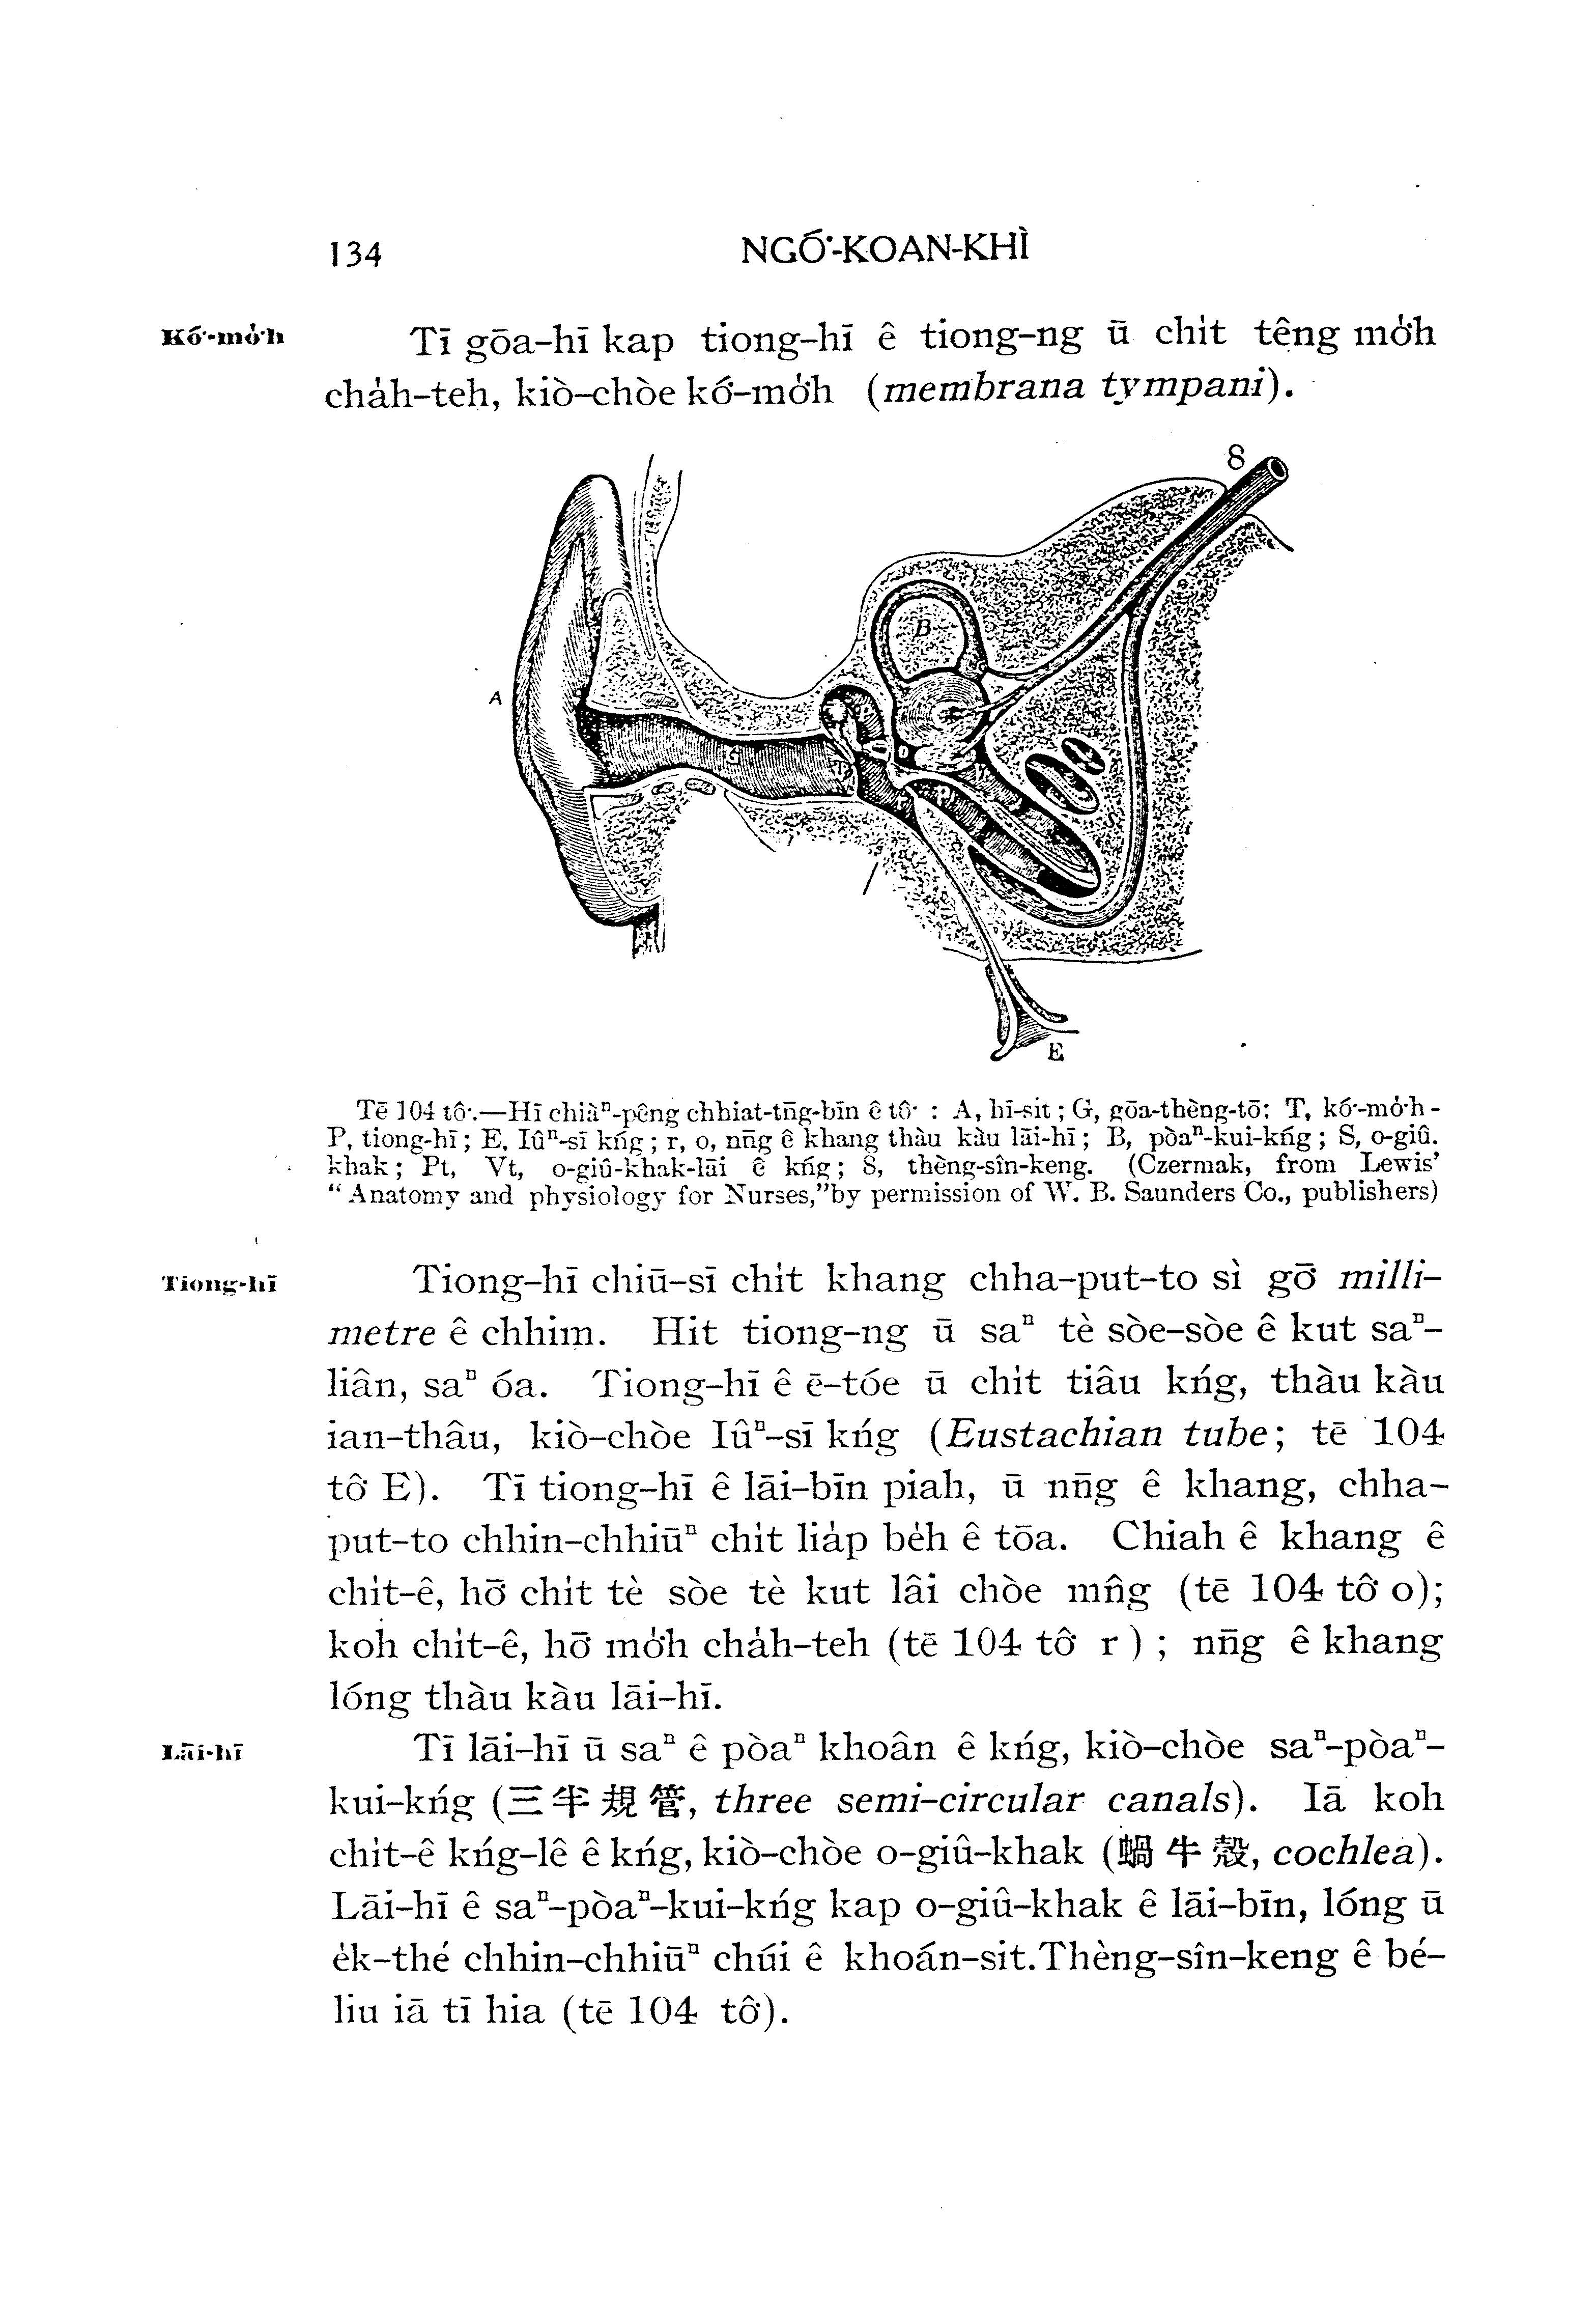 134 NGÓ͘-KOAN-KHÌ
Kó͘-mo̍͘h
Tī gōa-hī kap tiong-hī ê tiong-ng ū chi̍t têng mo̍͘h
cha̍h-teh, kiò-chòe kó͘-mo̍͘h (membrana tympani).
8
A
B
G
T
o
r
P
V
S
E
Tē 104 tô͘.—Hī chiàⁿ-pêng chhiat-tn̄g-bīn ê tô͘ : A, hī-sit ; G, gōa-thèng-tō; T, kó͘-mo̍͘h-
P, tiong-hī ; E, Iûⁿ-sī kńg ; r, o, nn̄g ê khang thàu kàu lāi-hī ; B, pòaⁿ-kui-kńg ; S, o-giû.
khak ; Pt, Vt, o-giû-khak-lāi ê kńg ; 8, thèng-sîn-keng. (Czermak, from Lewis’
“ Anatomy and physiology for Nurses,”by permission of W. B. Saunders Co., publishers)
Tiong-hī
Tiong-hī chiū-sī chi̍t khang chha-put-to sì gō͘ milli-
metre ê chhim. Hit tiong-ng ū saⁿ tè sòe-sòe ê kut saⁿ-
liân, saⁿ óa. Tiong-hī ê ē-tóe ū chi̍t tiâu kńg, thàu kàu
ian-thâu, kiò-chòe Iûⁿ-sī kńg (Eustachian tube; tē 104
tô͘ E). Tī tiong-hī ê lāi-bīn piah, ū nn̄g ê khang, chha-
put-to chhin-chhiūⁿ chi̍t lia̍p be̍h ê tōa. Chiah ê khang ê
chi̍t-ê, hō͘ chi̍t tè sòe tè kut lâi chòe mn̂g (tē 104 tô͘ o);
koh chi̍t-ê, hō͘ mo̍͘h cha̍h-teh (tē 104 tô͘ r ) ; nn̄g ê khang
lóng thàu kàu lāi-hī.
Lāi-hī
Tī lāi-hī ū saⁿ ê pòaⁿ khoân ê kńg, kiò-chòe saⁿ-pòaⁿ-
kui-kńg (三半規管, three semi-circular canals). Iā koh
chi̍t-ê kńg-lê ê kńg, kiò-chòe o-giû-khak (蝸牛殼, cochlea).
Lāi-hī ê saⁿ-pòaⁿ-kui-kńg kap o-giû-khak ê lāi-bīn, lóng ū
e̍k-thé chhin-chhiūⁿ chúi ê khoán-sit. Thèng-sîn-keng ê bé-
liu iā tī hia (tē 104 tô͘).